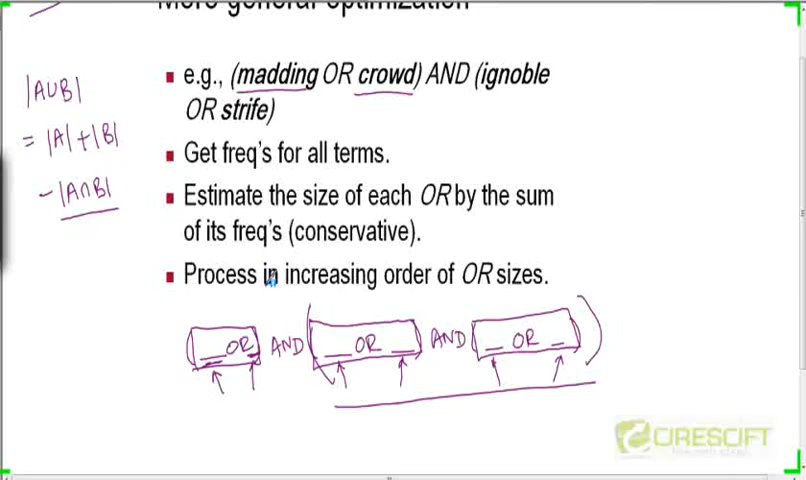 More general optimization
|A∪B|
= |A|+|B|
- |A∩B|
e.g., (madding OR crowd) AND (ignoble
OR strife)
Get freq's for all terms.
Estimate the size of each OR by the sum
of its freq's (conservative).
Process in increasing order of OR sizes.
(_ OR _) AND ((_ OR _) AND (_ OR _))